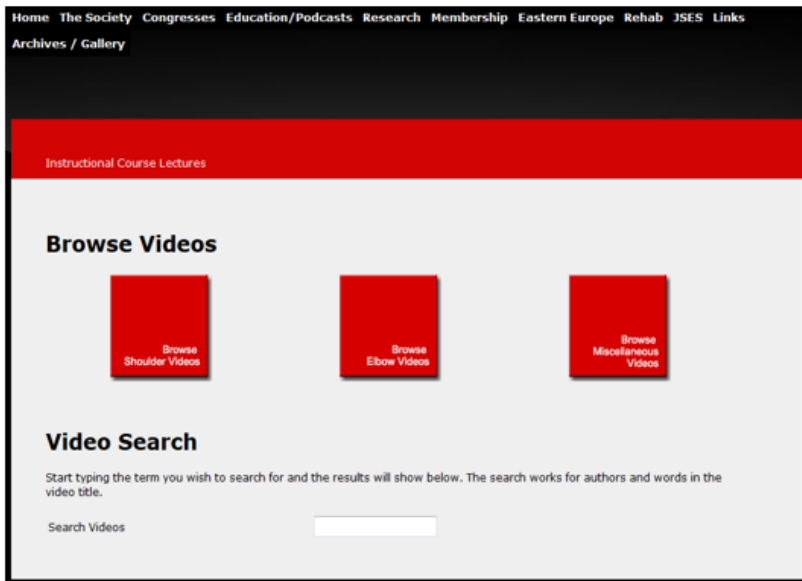 Home The Society Congresses Education/Podcasts Research Membership Eastern Europe Rehab JSES Links
Archives / Gallery
Instructional Course Lectures
Browse Videos
Browse
Shoulder Videos
Browse
Elbow Videos
Browse
Miscellaneous
Videos
Video Search
Start typing the term you wish to search for and the results will show below. The search works for authors and words in the
video title.
Search Videos